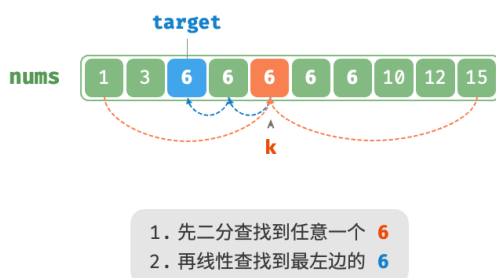 target
nums 1 3 6 6 6 6 6 10 12 15
k
1. 先二分查找到任意一个 6
2. 再线性查找到最左边的 6